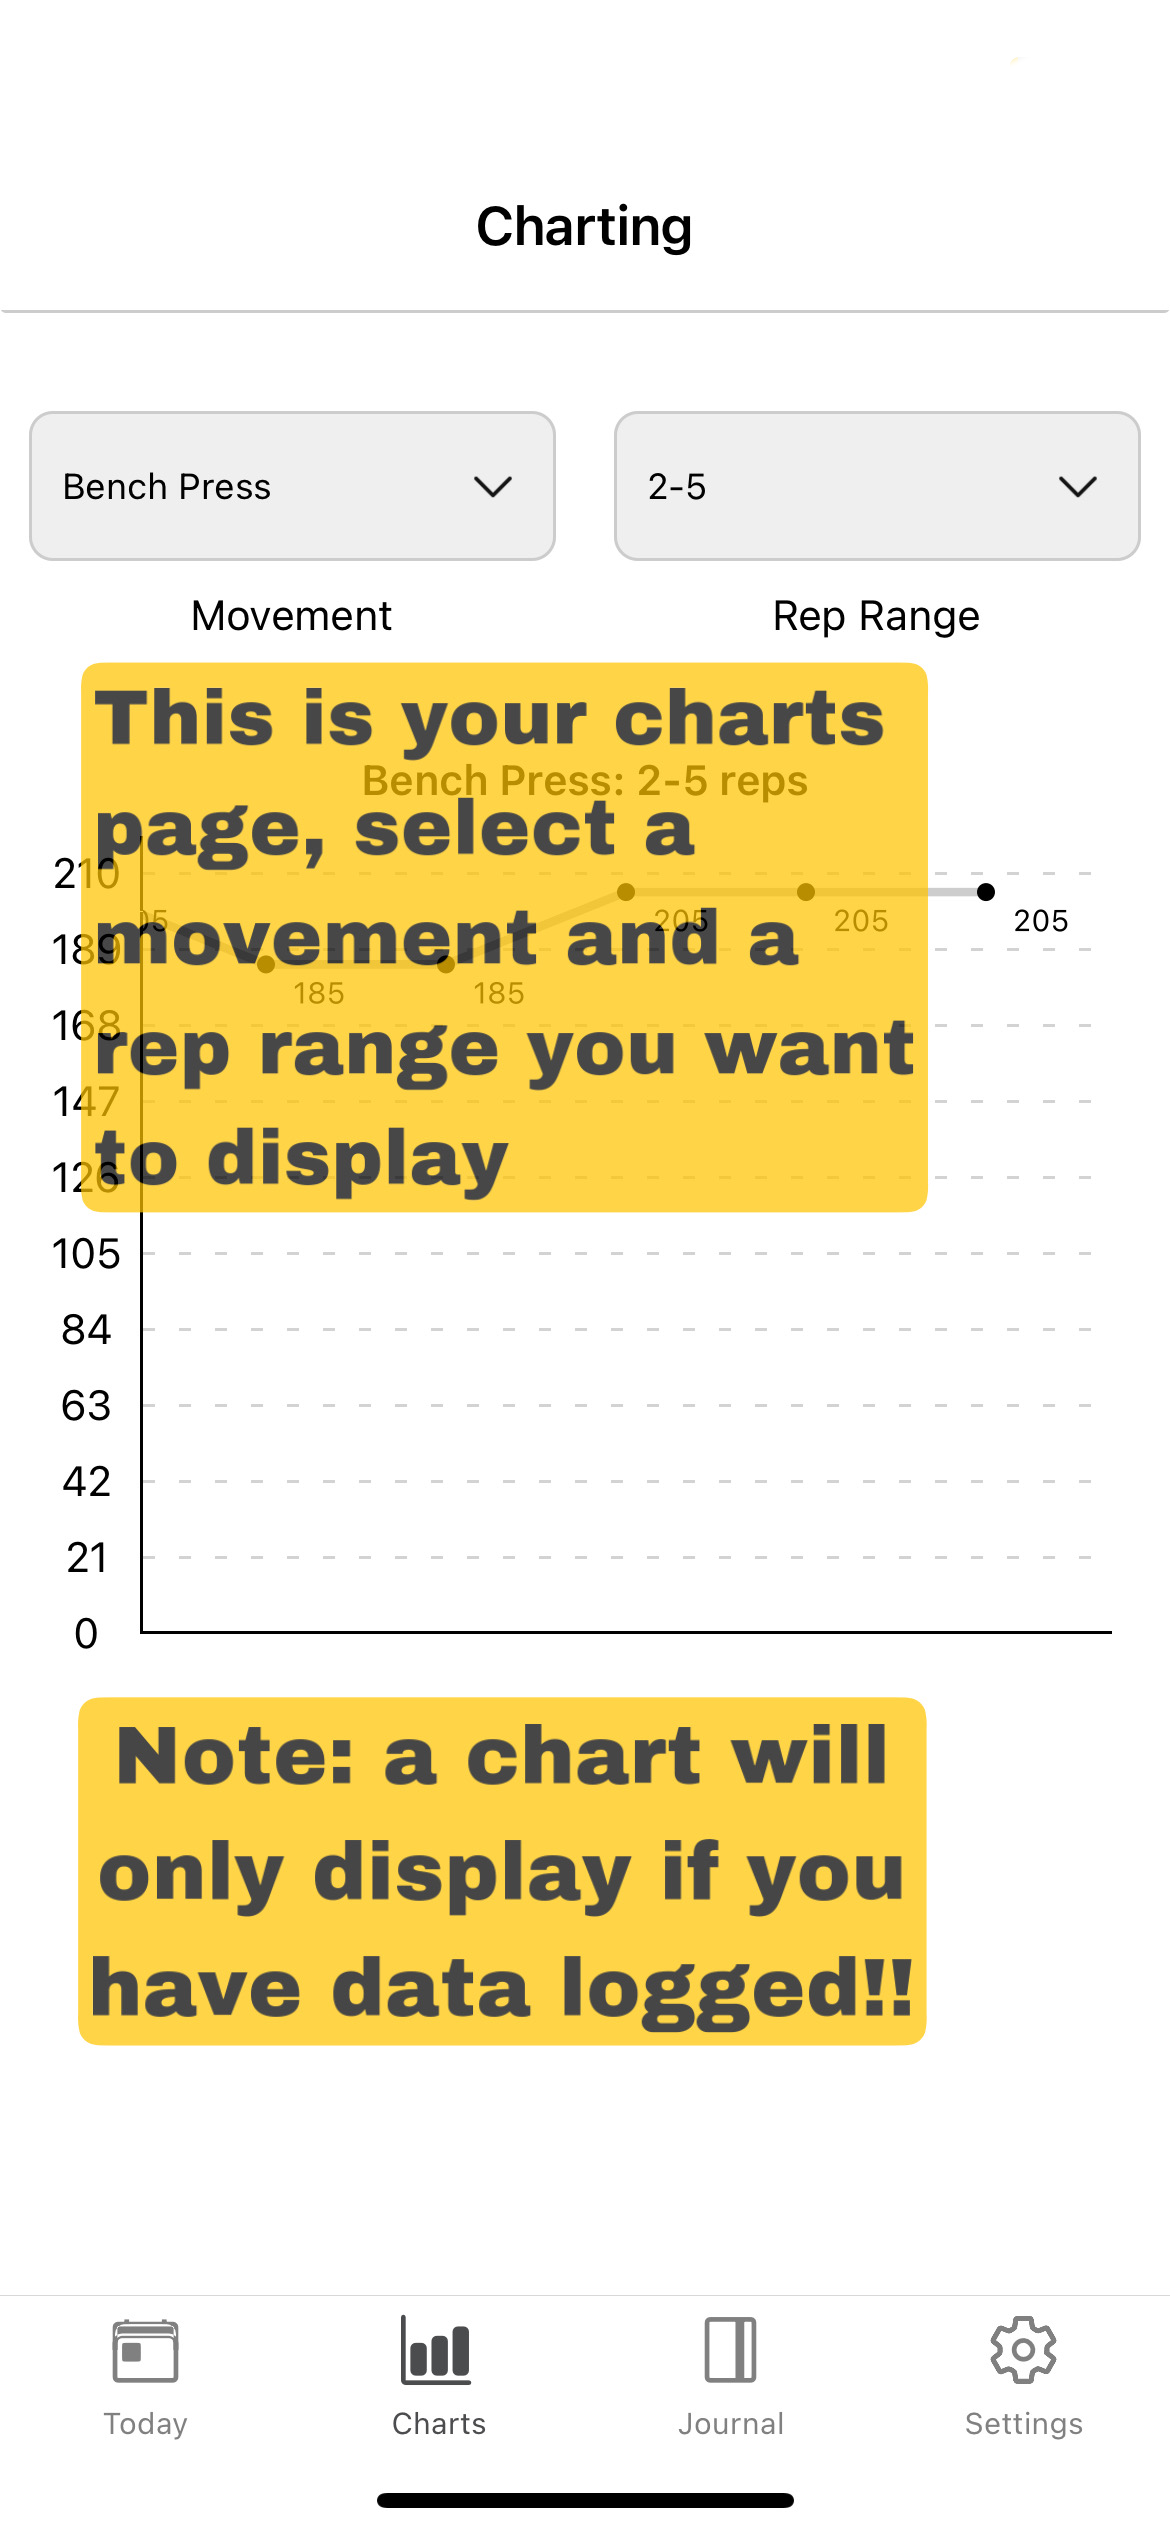 Charting
Bench Press
2-5
Movement
Rep Range
This is your charts
Bench Press: 2-5 reps
page, select a
210
05
205
205
205
movement and a
189
185
185
168
rep range you want
147
to display
126
105
84
63
42
21
0
Note: a chart will
only display if you
have data logged!!
Today
Charts
Journal
Settings